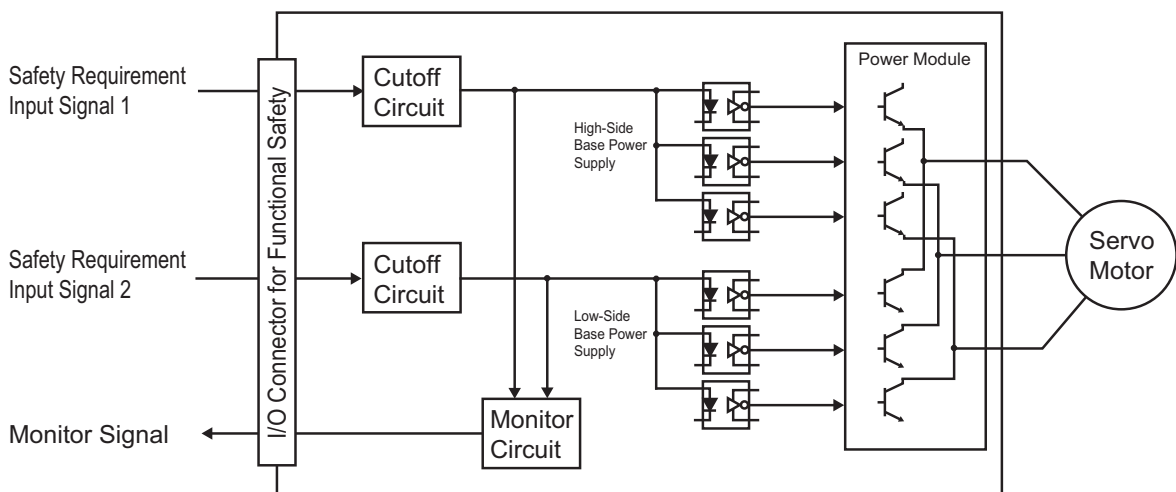 Safety Requirement
Input Signal 1
Safety Requirement
Input Signal 2
Monitor Signal
I/O Connector for Functional Safety
Cutoff
Circuit
Cutoff
Circuit
Monitor
Circuit
High-Side
Base Power
Supply
Low-Side
Base Power
Supply
Power Module
Servo
Motor